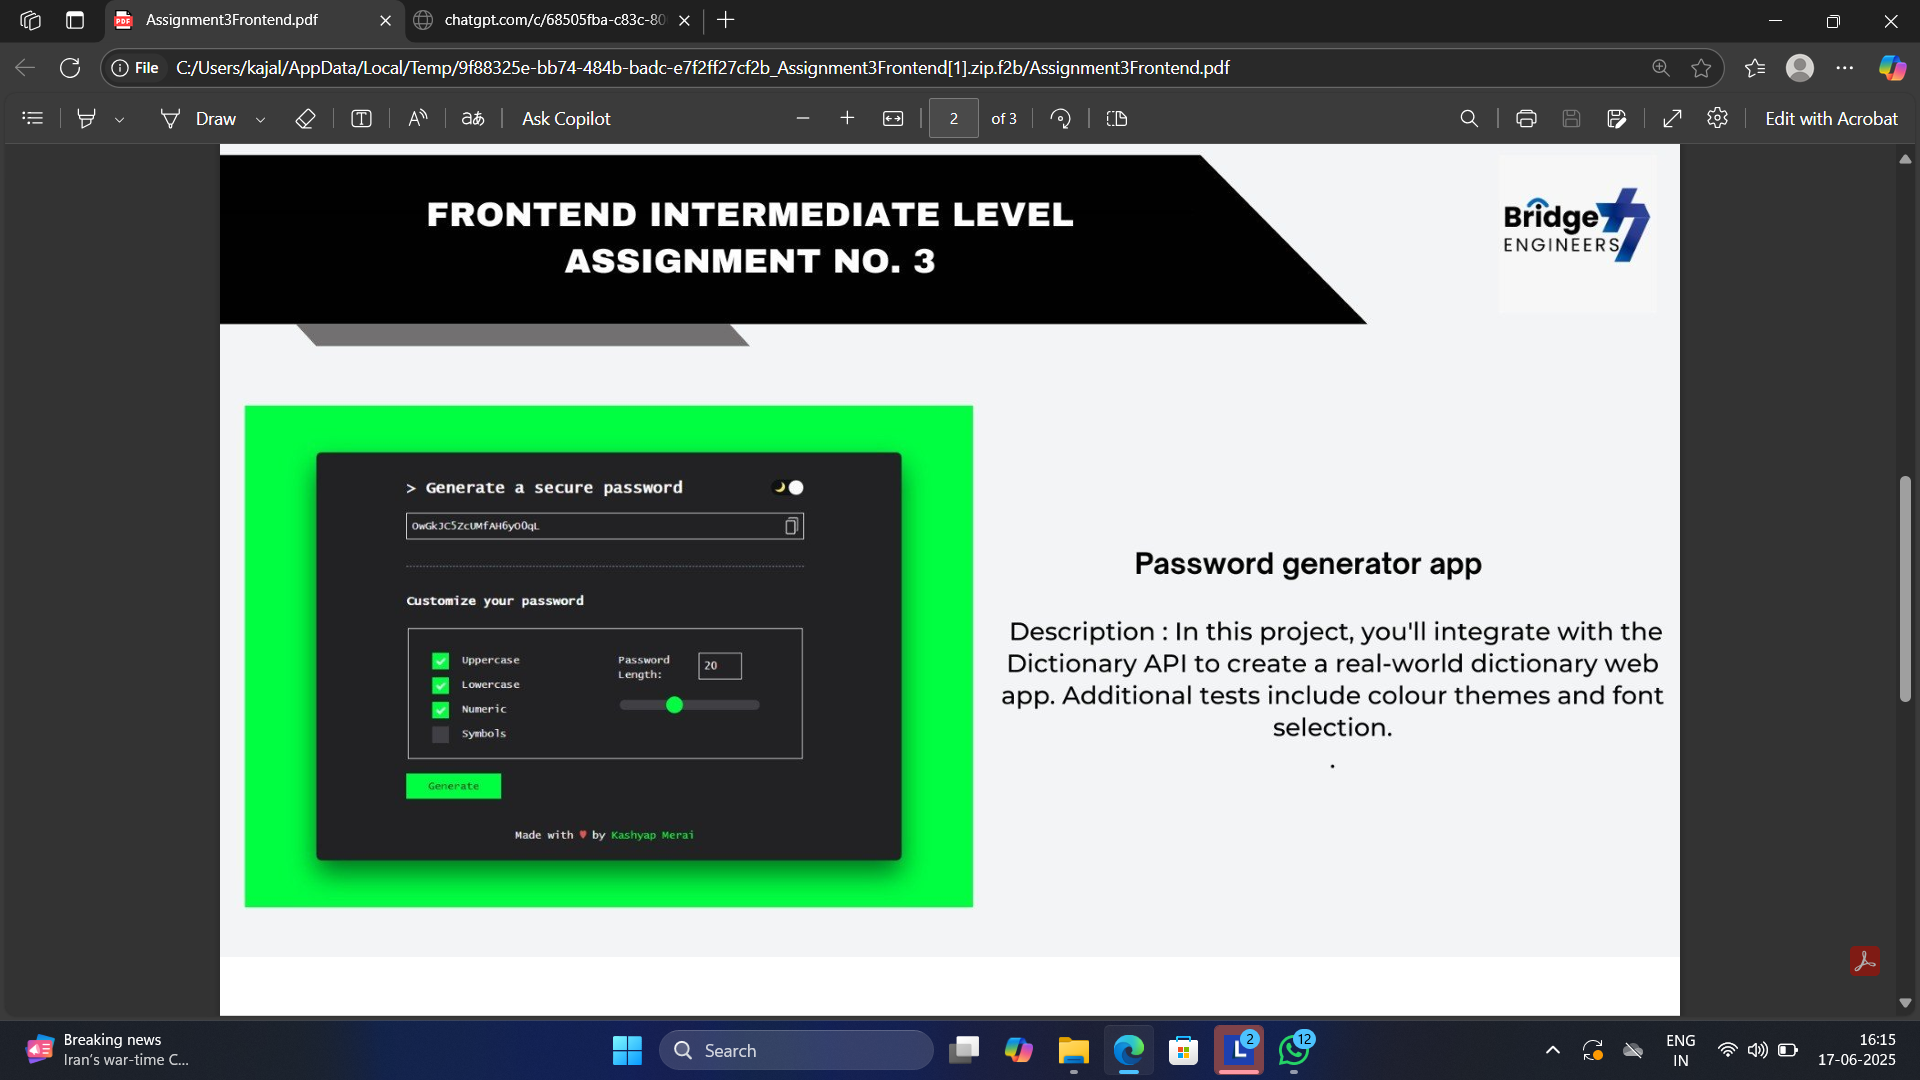 Assignment3Frontend.pdf
chatgpt.com/c/68505fba-c83c-80
File
C:/Users/kajal/AppData/Local/Temp/9f88325e-bb74-484b-badc-e7f2ff27cf2b_Assignment3Frontend[1].zip.f2b/Assignment3Frontend.pdf
Draw
aあ
Ask Copilot
2 of 3
Edit with Acrobat
FRONTEND INTERMEDIATE LEVEL
ASSIGNMENT NO. 3
Bridge
ENGINEERS
> Generate a secure password
OwGkJC5ZcUMfAH6yO0qL
Customize your password
Uppercase
Lowercase
Numeric
Symbols
Password
Length:
20
Generate
Made with ♥ by Kashyap Merai
Password generator app
Description : In this project, you'll integrate with the
Dictionary API to create a real-world dictionary web
app. Additional tests include colour themes and font
selection.
.
Breaking news
Iran's war-time C...
Search
L
2
12
ENG
IN
16:15
17-06-2025